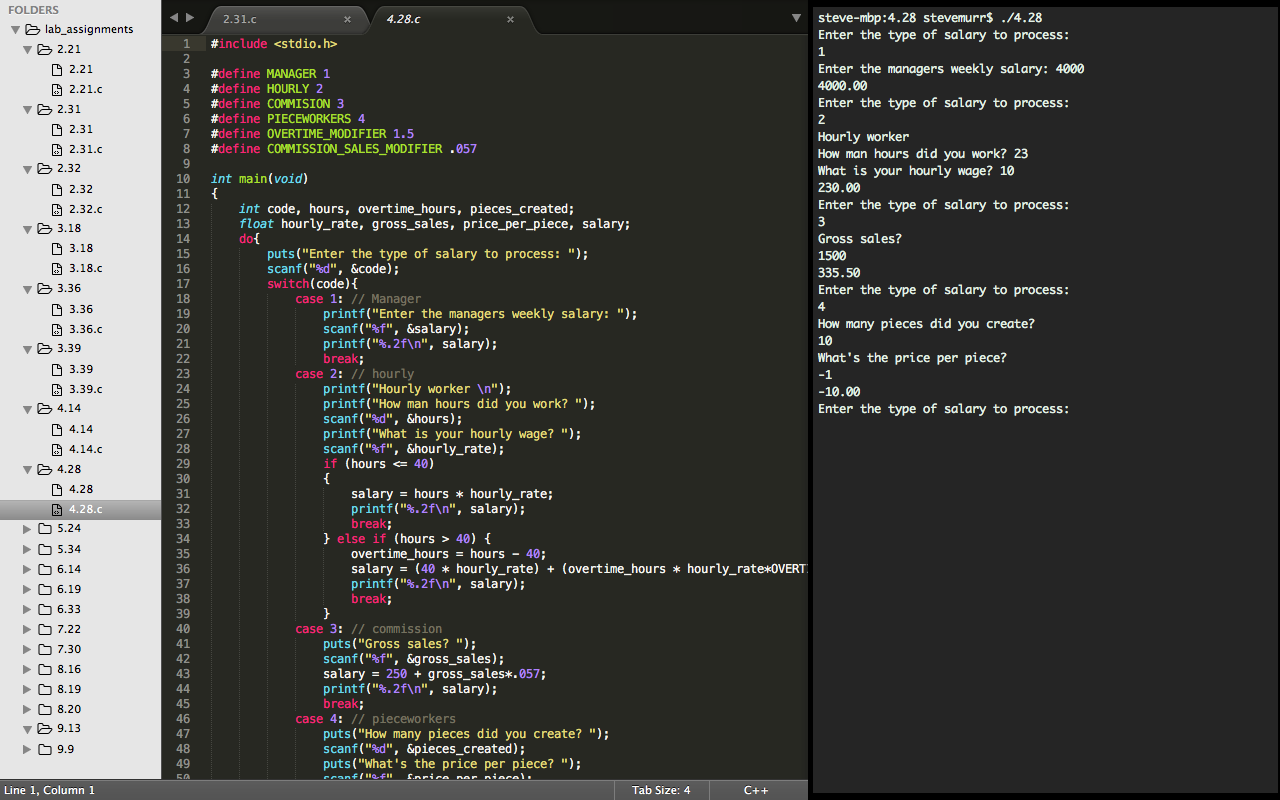 FOLDERS
lab_assignments
2.21
2.21
2.21.c
2.31
2.31
2.31.c
2.32
2.32
2.32.c
3.18
3.18
3.18.c
3.36
3.36
3.36.c
3.39
3.39
3.39.c
4.14
4.14
4.14.c
4.28
4.28
4.28.c
5.24
5.34
6.14
6.19
6.33
7.22
7.30
8.16
8.19
8.20
9.13
9.9
2.31.c × 4.28.c ×
1 #include <stdio.h>
2
3 #define MANAGER 1
4 #define HOURLY 2
5 #define COMMISION 3
6 #define PIECEWORKERS 4
7 #define OVERTIME_MODIFIER 1.5
8 #define COMMISSION_SALES_MODIFIER .057
9
10 int main(void)
11 {
12 int code, hours, overtime_hours, pieces_created;
13 float hourly_rate, gross_sales, price_per_piece, salary;
14 do{
15 puts("Enter the type of salary to process: ");
16 scanf("%d", &code);
17 switch(code){
18 case 1: // Manager
19 printf("Enter the managers weekly salary: ");
20 scanf("%f", &salary);
21 printf("%.2f\n", salary);
22 break;
23 case 2: // hourly
24 printf("Hourly worker \n");
25 printf("How man hours did you work? ");
26 scanf("%d", &hours);
27 printf("What is your hourly wage? ");
28 scanf("%f", &hourly_rate);
29 if (hours <= 40)
30 {
31 salary = hours * hourly_rate;
32 printf("%.2f\n", salary);
33 break;
34 } else if (hours > 40) {
35 overtime_hours = hours - 40;
36 salary = (40 * hourly_rate) + (overtime_hours * hourly_rate*OVERT
37 printf("%.2f\n", salary);
38 break;
39 }
40 case 3: // commission
41 puts("Gross sales? ");
42 scanf("%f", &gross_sales);
43 salary = 250 + gross_sales*.057;
44 printf("%.2f\n", salary);
45 break;
46 case 4: // pieceworkers
47 puts("How many pieces did you create? ");
48 scanf("%d", &pieces_created);
49 puts("What's the price per piece? ");
50 scanf("%f", &price_per_piece);
Line 1, Column 1 Tab Size: 4 C++
steve-mbp:4.28 stevemurr$ ./4.28
Enter the type of salary to process:
1
Enter the managers weekly salary: 4000
4000.00
Enter the type of salary to process:
2
Hourly worker
How man hours did you work? 23
What is your hourly wage? 10
230.00
Enter the type of salary to process:
3
Gross sales?
1500
335.50
Enter the type of salary to process:
4
How many pieces did you create?
10
What's the price per piece?
-1
-10.00
Enter the type of salary to process: